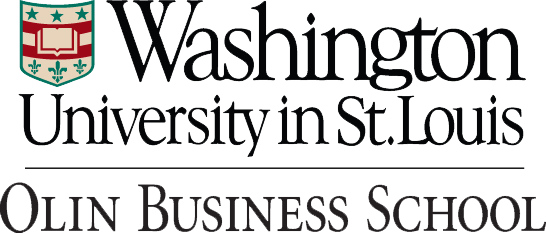 Washington
University in St. Louis
OLIN BUSINESS SCHOOL